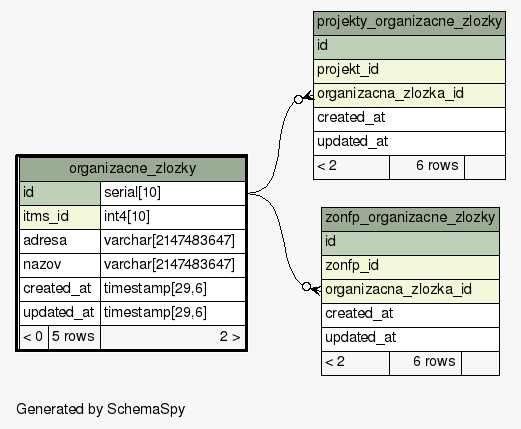 projekty_organizacne_zlozky
id
projekt_id
organizacna_zlozka_id
created_at
updated_at
< 2 6 rows
organizacne_zlozky
id serial[10]
itms_id int4[10]
adresa varchar[2147483647]
nazov varchar[2147483647]
created_at timestamp[29,6]
updated_at timestamp[29,6]
< 0 5 rows 2 >
zonfp_organizacne_zlozky
id
zonfp_id
organizacna_zlozka_id
created_at
updated_at
< 2 6 rows
Generated by SchemaSpy